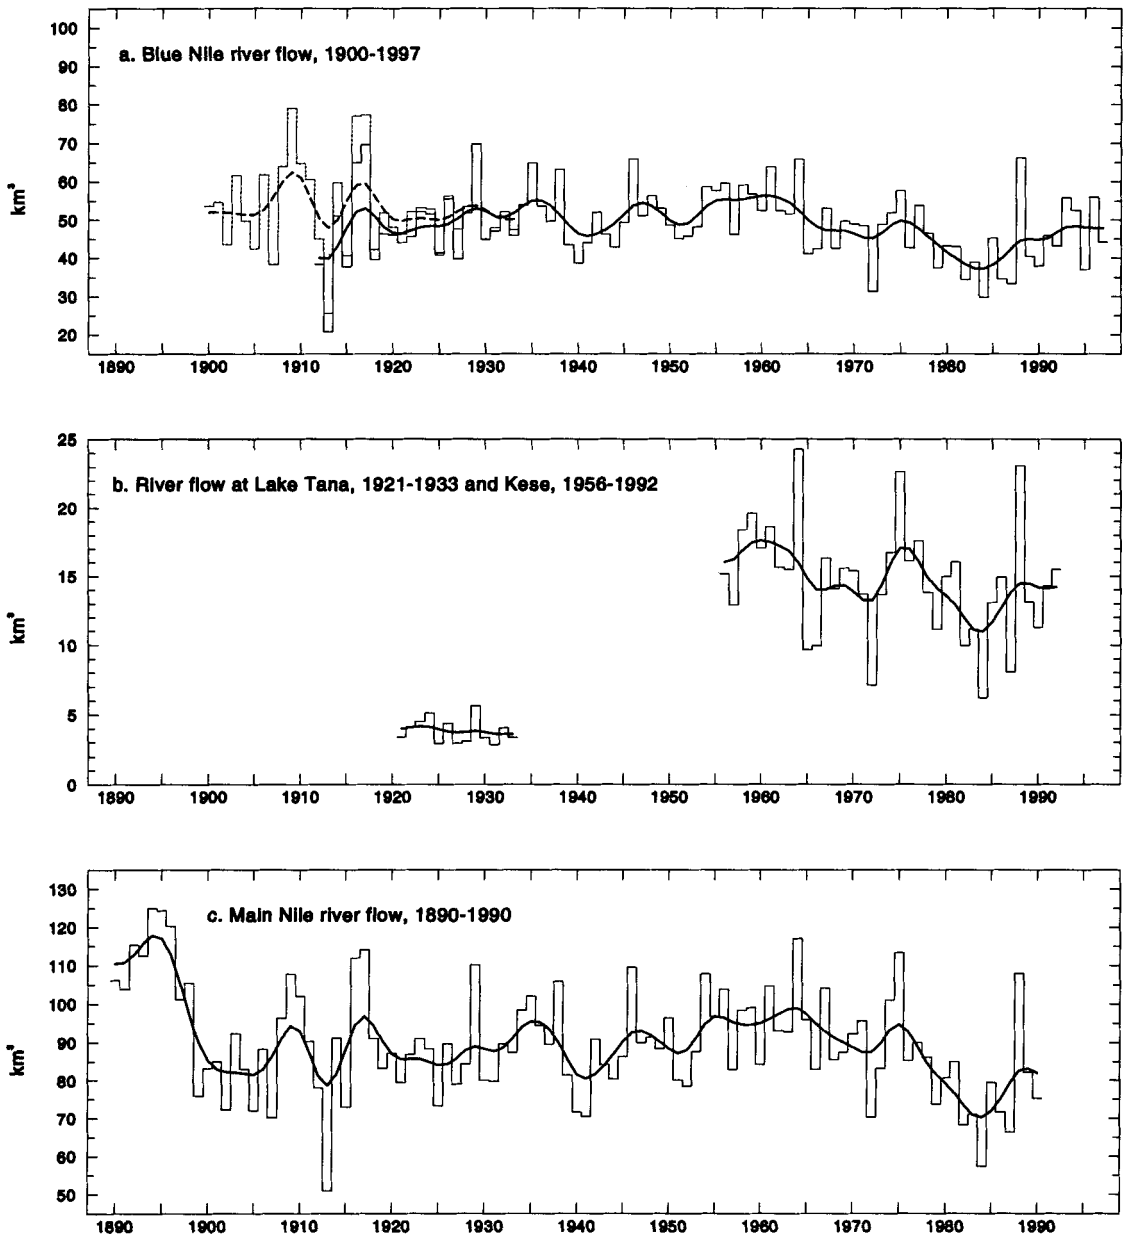 100
a. Blue Nile river flow, 1900-1997
90
80
70
60
50
40
30
20
km³
1890 1900 1910 1920 1930 1940 1950 1960 1970 1980 1990
25
b. River flow at Lake Tana, 1921-1933 and Kese, 1956-1992
20
15
10
5
0
km³
1890 1900 1910 1920 1930 1940 1950 1960 1970 1980 1990
130
c. Main Nile river flow, 1890-1990
120
110
100
90
80
70
60
50
km³
1890 1900 1910 1920 1930 1940 1950 1960 1970 1980 1990